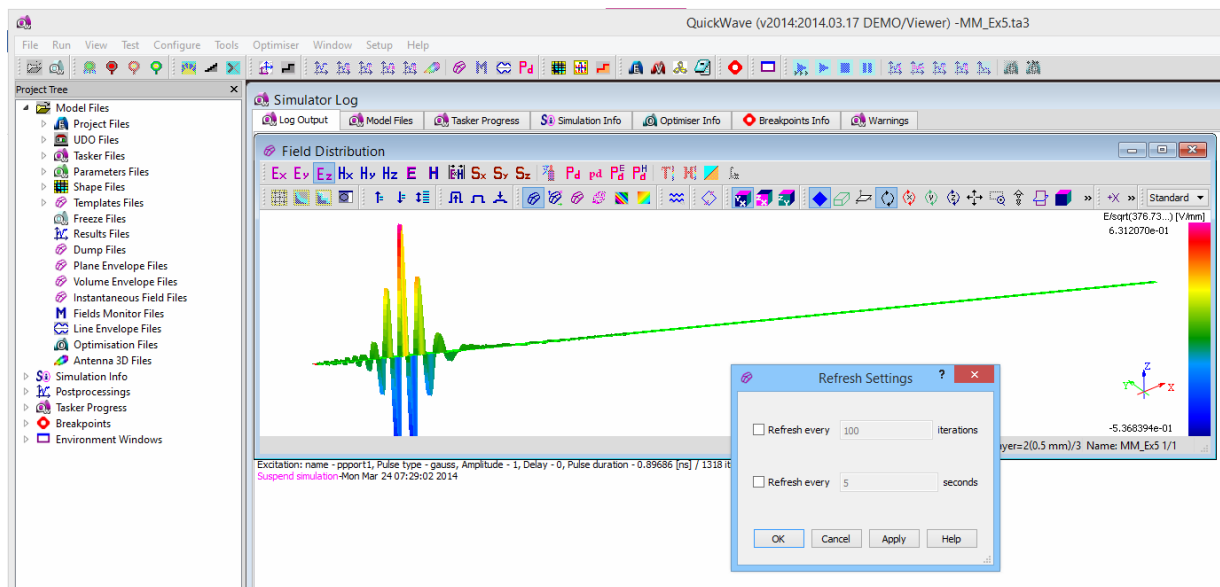 QuickWave (v2014:2014.03.17 DEMO/Viewer) -MM_Ex5.ta3
File Run View Test Configure Tools Optimiser Window Setup Help
M Pd
Project Tree
Model Files
Project Files
UDO Files
Tasker Files
Parameters Files
Shape Files
Templates Files
Freeze Files
Results Files
Dump Files
Plane Envelope Files
Volume Envelope Files
Instantaneous Field Files
M Fields Monitor Files
Line Envelope Files
Optimisation Files
Antenna 3D Files
S Simulation Info
Postprocessings
Tasker Progress
Breakpoints
Environment Windows
Simulator Log
Log Output Model Files Tasker Progress S Simulation Info Optimiser Info Breakpoints Info Warnings
Field Distribution
Ex Ey Ez Hx Hy Hz E H EH Sx Sy Sz Pd pd PdE PdH
+X » Standard
E/sqrt(376.73...) [V/mm]
6.312070e-01
Z
Y X
-5.368394e-01
ayer=2(0.5 mm)/3 Name: MM_Ex5 1/1
Refresh Settings ?
Refresh every 100 iterations
Refresh every 5 seconds
OK Cancel Apply Help
Excitation: name - ppport1, Pulse type - gauss, Amplitude - 1, Delay - 0, Pulse duration - 0.89686 [ns] / 1318 it
Suspend simulation-Mon Mar 24 07:29:02 2014